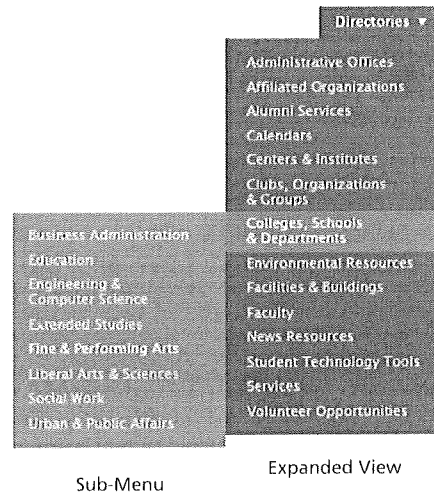 Directories ▼
Administrative Offices
Affiliated Organizations
Alumni Services
Calendars
Centers & Institutes
Clubs, Organizations
& Groups
Colleges, Schools
& Departments
Environmental Resources
Facilities & Buildings
Faculty
News Resources
Student Technology Tools
Services
Volunteer Opportunities
Business Administration
Education
Engineering &
Computer Science
Extended Studies
Fine & Performing Arts
Liberal Arts & Sciences
Social Work
Urban & Public Affairs
Sub-Menu
Expanded View